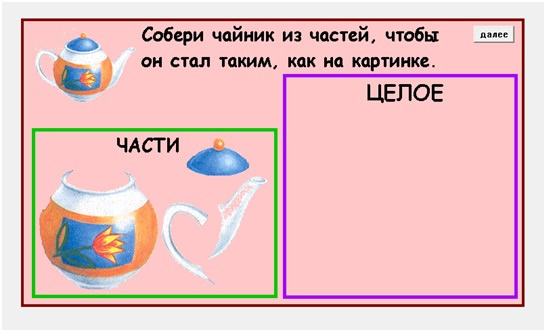 Собери чайник из частей, чтобы
он стал таким, как на картинке.
далее
ЦЕЛОЕ
ЧАСТИ